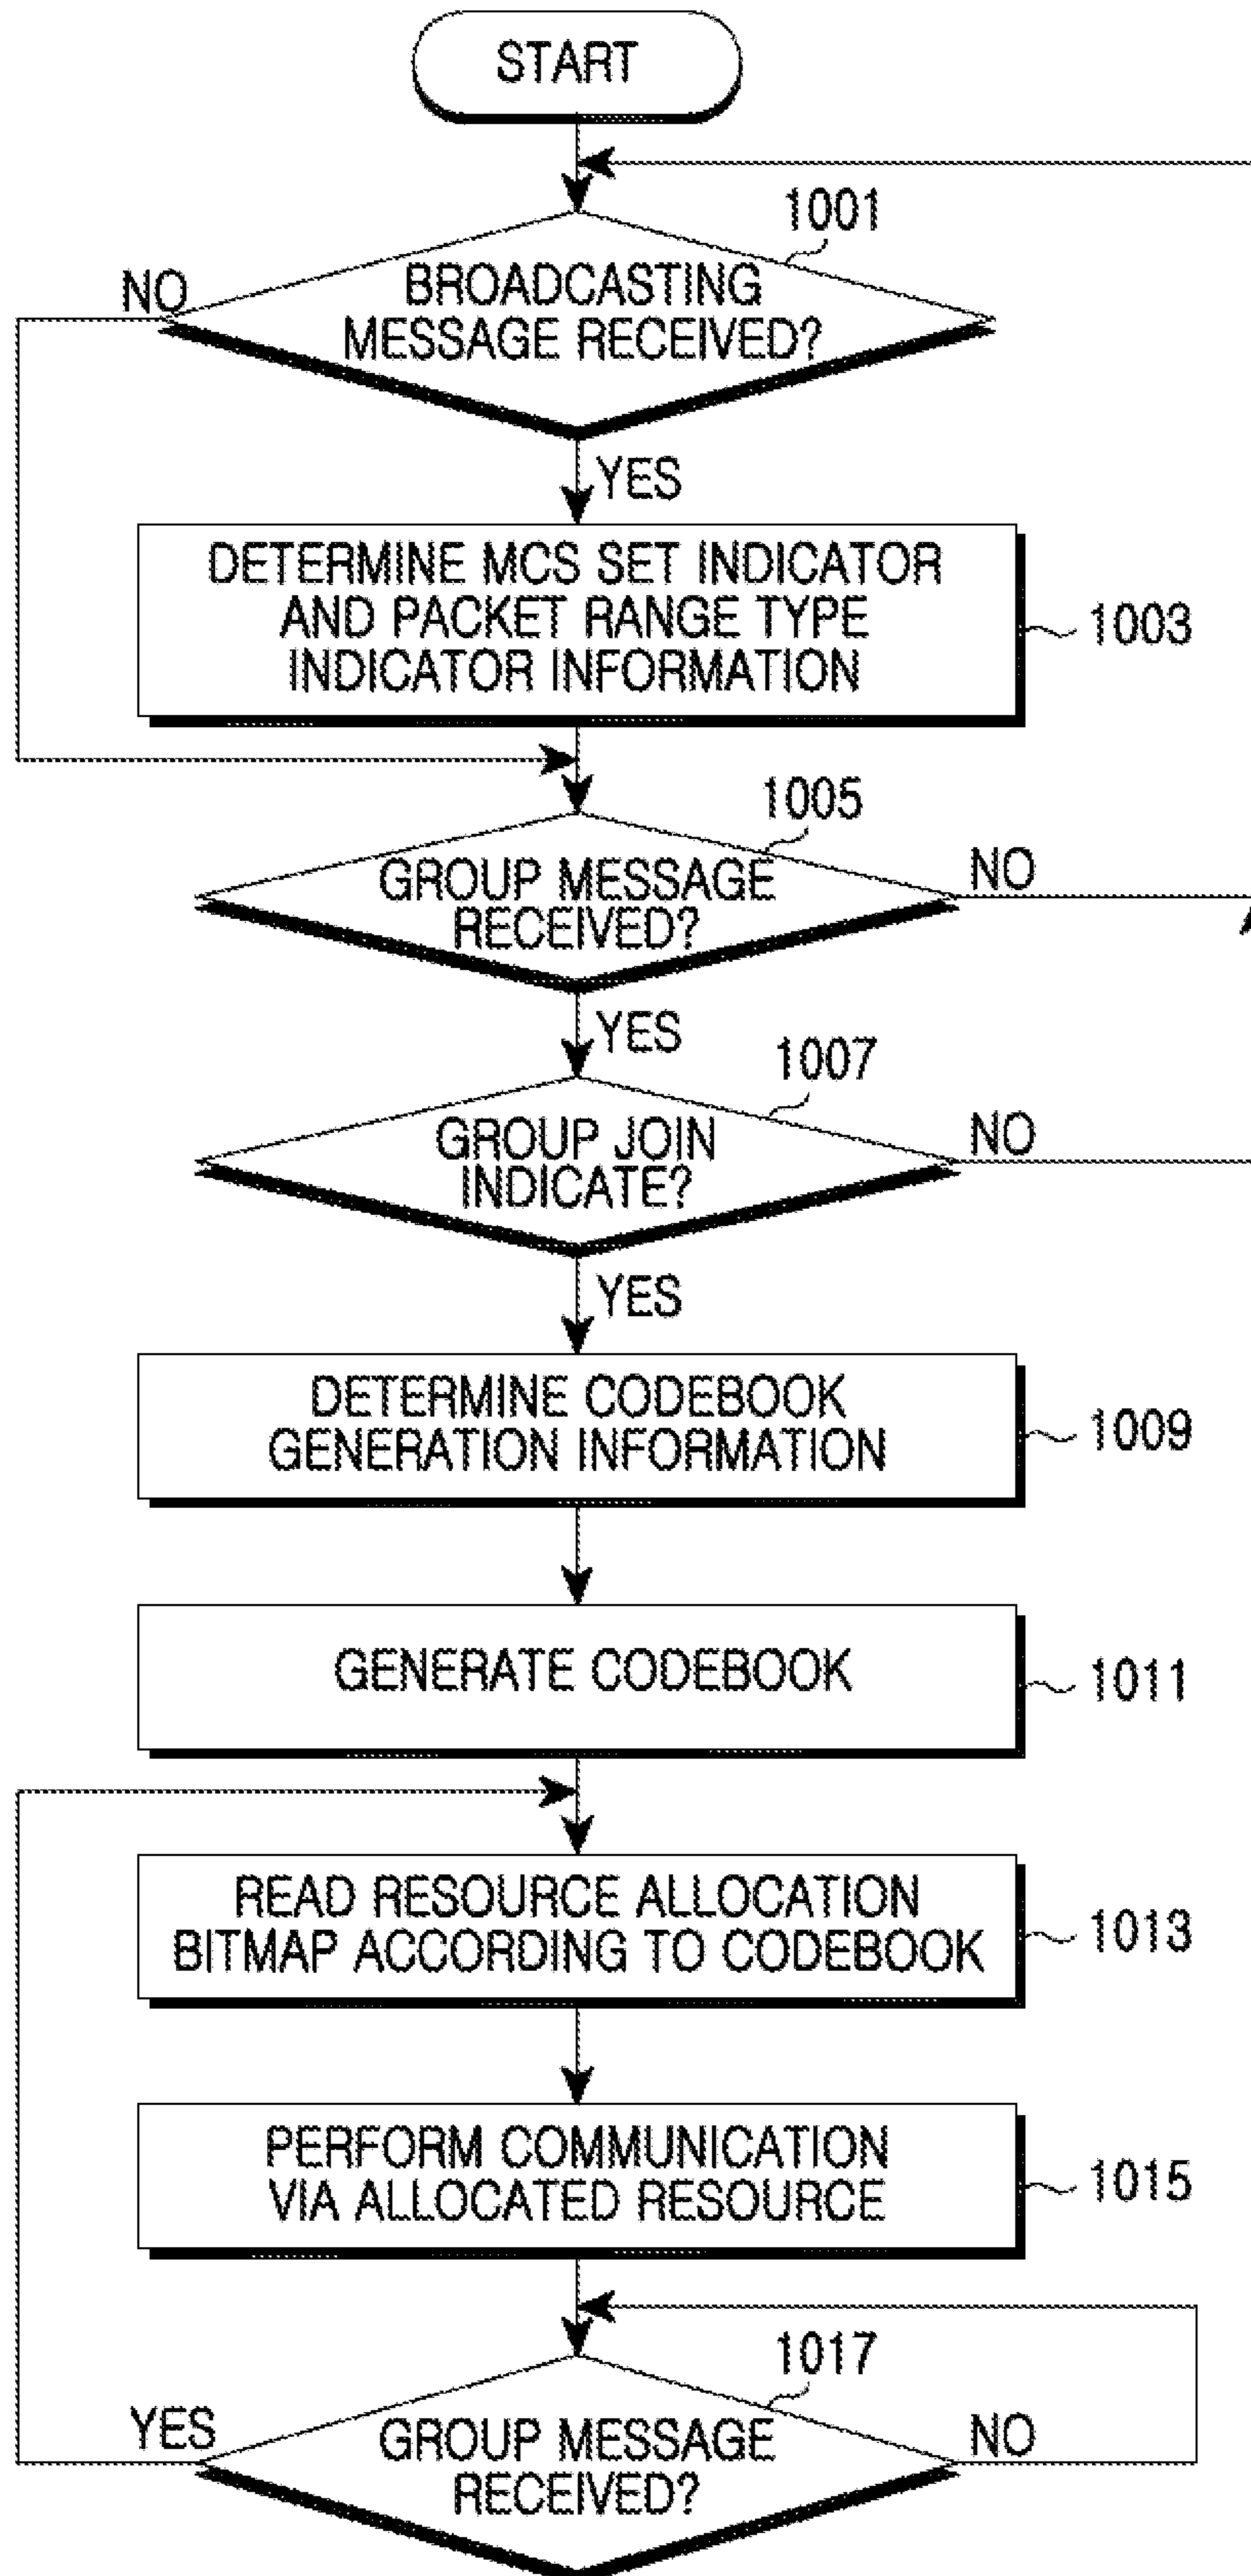 START
1001
NO
BROADCASTING
MESSAGE RECEIVED?
YES
DETERMINE MCS SET INDICATOR
AND PACKET RANGE TYPE
INDICATOR INFORMATION
1003
1005
GROUP MESSAGE
RECEIVED?
NO
YES
1007
GROUP JOIN
INDICATE?
NO
YES
DETERMINE CODEBOOK
GENERATION INFORMATION
1009
GENERATE CODEBOOK
1011
READ RESOURCE ALLOCATION
BITMAP ACCORDING TO CODEBOOK
1013
PERFORM COMMUNICATION
VIA ALLOCATED RESOURCE
1015
1017
YES
GROUP MESSAGE
RECEIVED?
NO